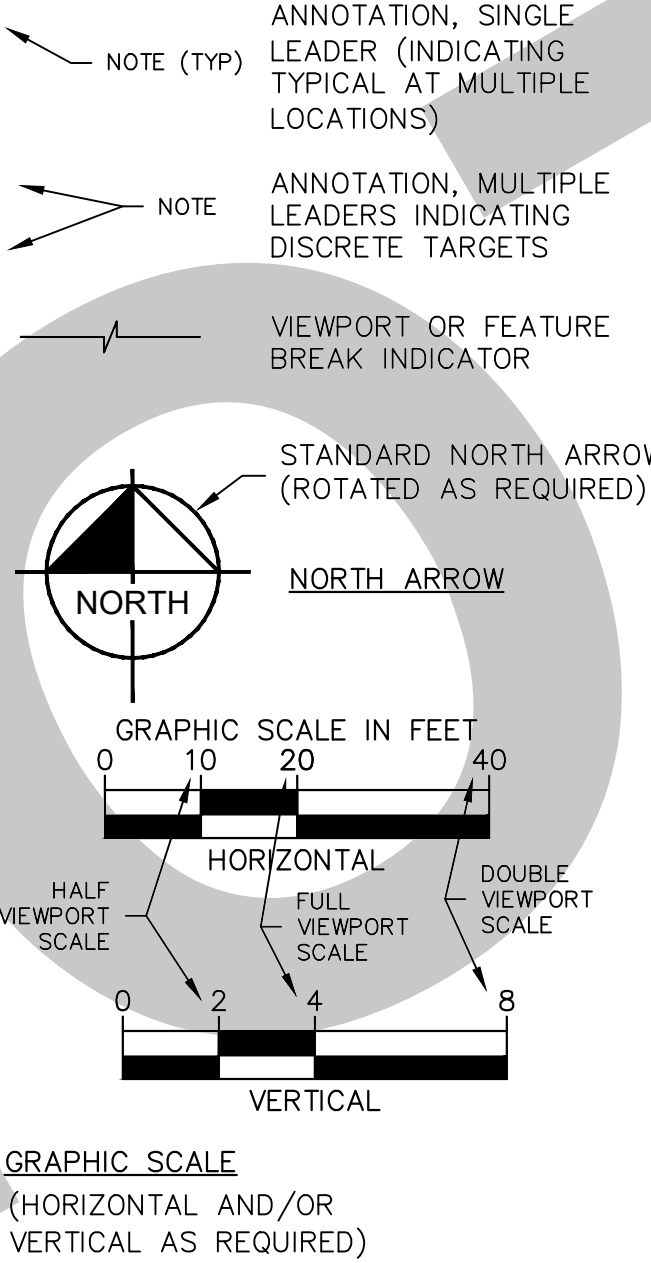 NOTE (TYP)
ANNOTATION, SINGLE
LEADER (INDICATING
TYPICAL AT MULTIPLE
LOCATIONS)
NOTE
ANNOTATION, MULTIPLE
LEADERS INDICATING
DISCRETE TARGETS
VIEWPORT OR FEATURE
BREAK INDICATOR
STANDARD NORTH ARROW
(ROTATED AS REQUIRED)
NORTH
NORTH ARROW
GRAPHIC SCALE IN FEET
0 10 20 40
HORIZONTAL
HALF
VIEWPORT
SCALE
FULL
VIEWPORT
SCALE
DOUBLE
VIEWPORT
SCALE
0 2 4 8
VERTICAL
GRAPHIC SCALE
(HORIZONTAL AND/OR
VERTICAL AS REQUIRED)